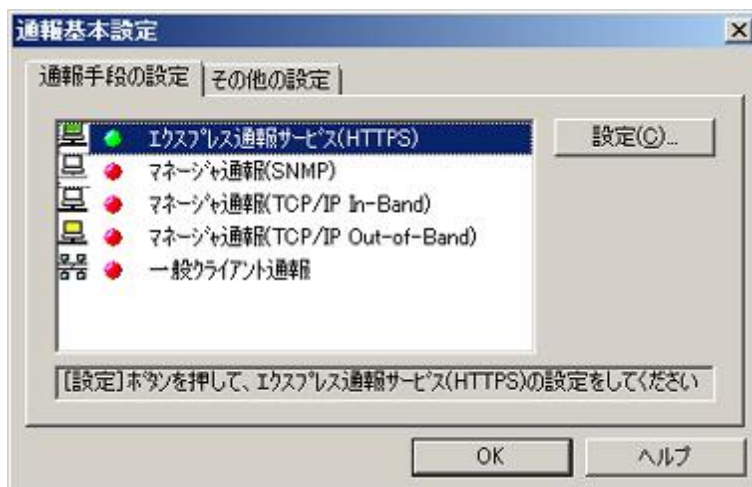 通報基本設定
通報手段の設定 その他の設定
ｴｸｽﾌﾟﾚｽ通報ｻｰﾋﾞｽ(HTTPS) 設定(C)...
ﾏﾈｰｼﾞｬ通報(SNMP)
ﾏﾈｰｼﾞｬ通報(TCP/IP In-Band)
ﾏﾈｰｼﾞｬ通報(TCP/IP Out-of-Band)
一般ｸﾗｲｱﾝﾄ通報
[設定]ﾎﾞﾀﾝを押して、ｴｸｽﾌﾟﾚｽ通報ｻｰﾋﾞｽ(HTTPS)の設定をしてください
OK ヘルプ